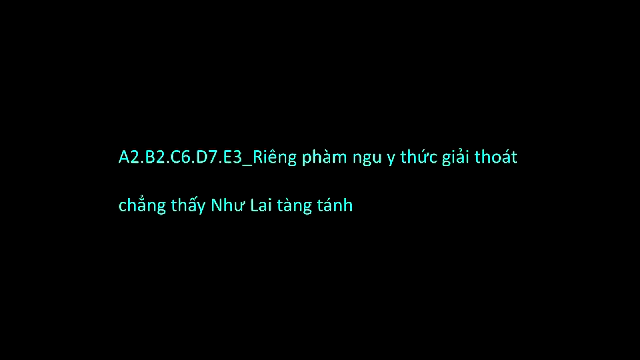 A2.B2.C6.D7.E3_Riêng phàm ngu y thức giải thoát
chẳng thấy Như Lai tàng tánh